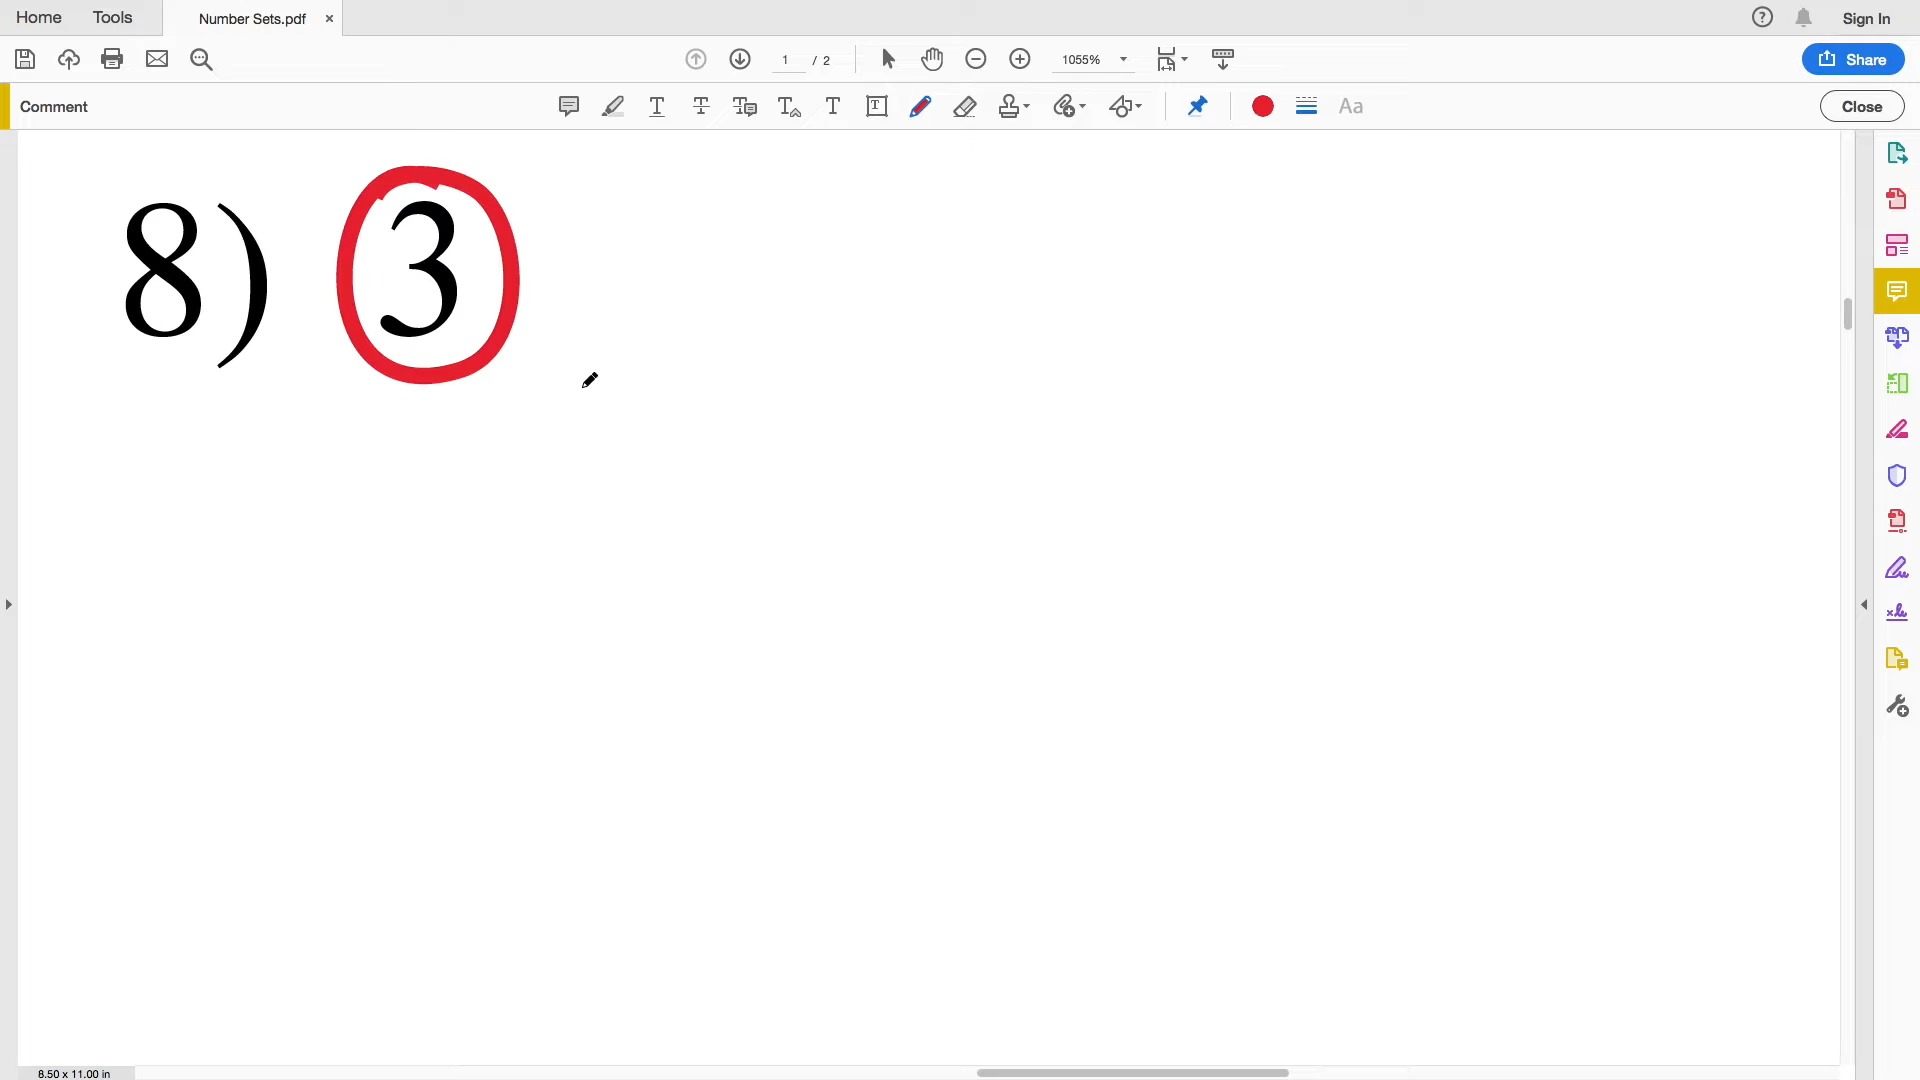 Home Tools Number Sets.pdf × Sign In
1 / 2 1055% Share
Comment Aa Close
8) 3
8.50 x 11.00 in